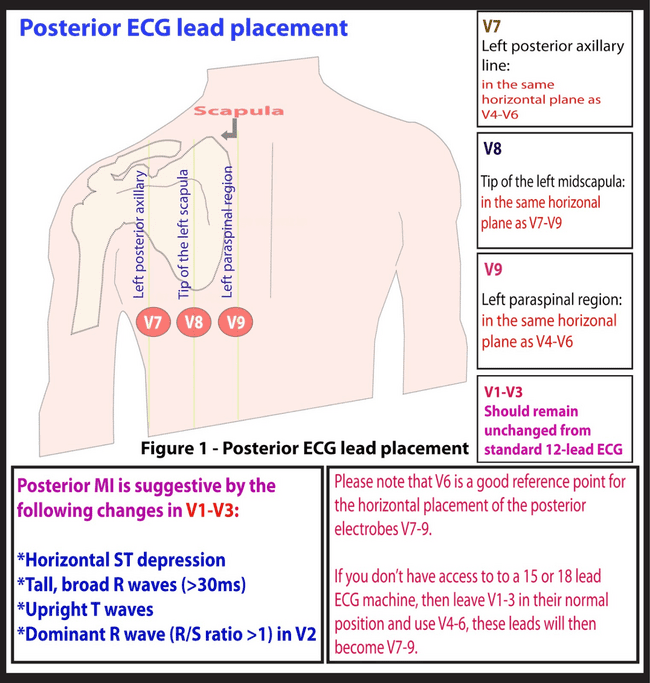 Posterior ECG lead placement
Scapula
Left posterior axillary
Tip of the left scapula
Left paraspinal region
V7
V8
V9
Figure 1 - Posterior ECG lead placement
V7
Left posterior axillary
line:
in the same
horizontal plane as
V4-V6
V8
Tip of the left midscapula:
in the same horizonal
plane as V7-V9
V9
Left paraspinal region:
in the same horizonal
plane as V4-V6
V1-V3
Should remain
unchanged from
standard 12-lead ECG
Posterior MI is suggestive by the
following changes in V1-V3:
*Horizontal ST depression
*Tall, broad R waves (>30ms)
*Upright T waves
*Dominant R wave (R/S ratio >1) in V2
Please note that V6 is a good reference point for
the horizontal placement of the posterior
electrobes V7-9.
If you don't have access to to a 15 or 18 lead
ECG machine, then leave V1-3 in their normal
position and use V4-6, these leads will then
become V7-9.